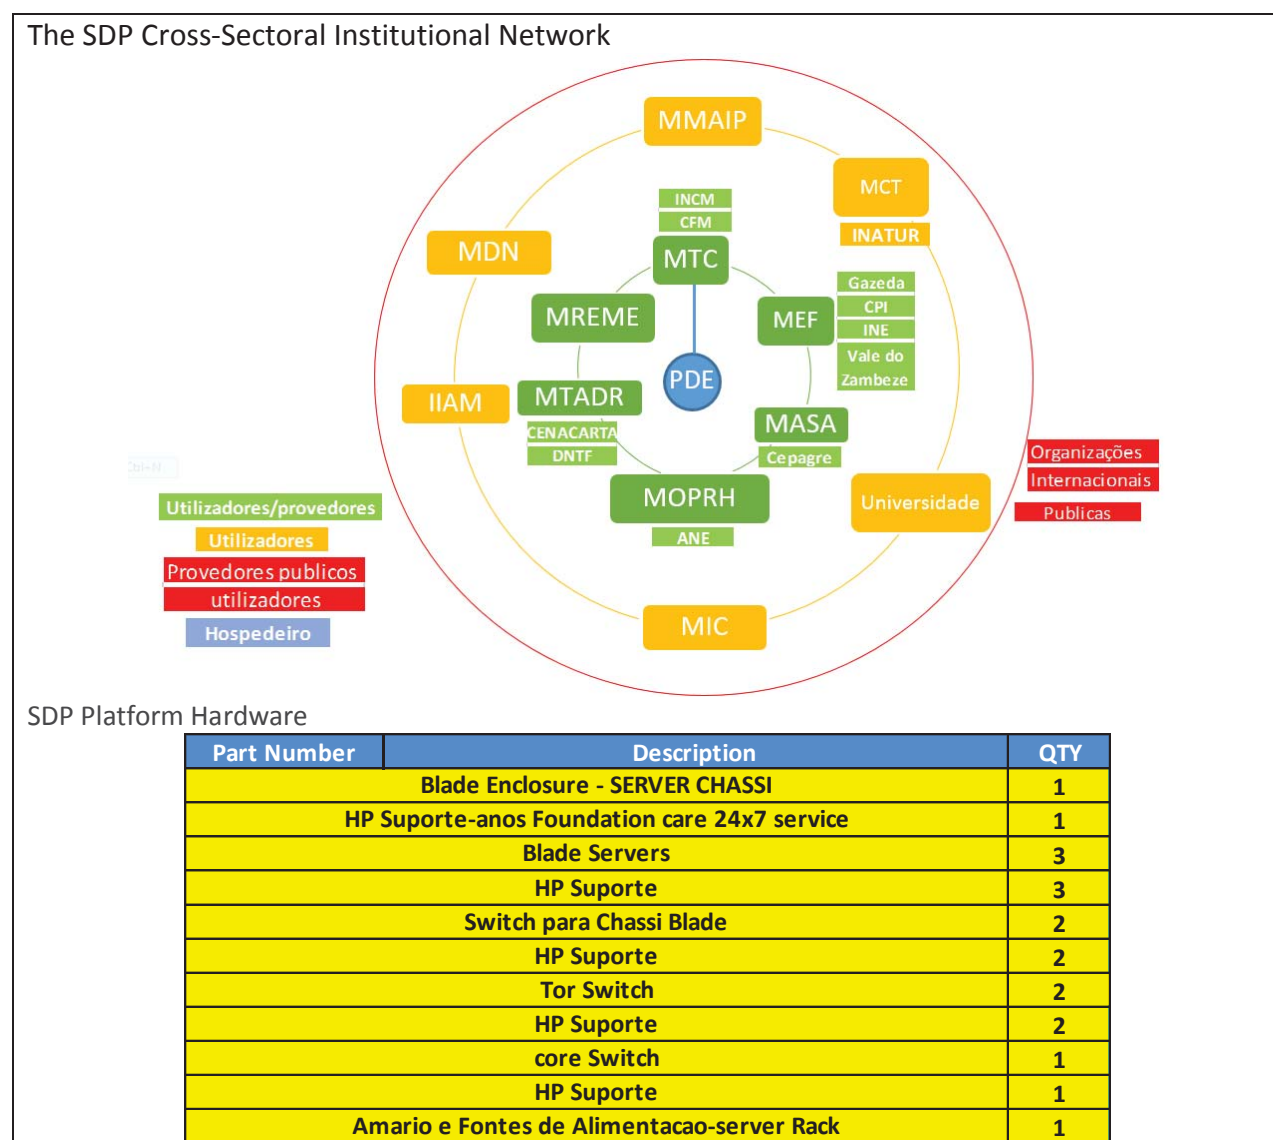 The SDP Cross-Sectoral Institutional Network
MMAIP
MCT
INATUR
INCM
CFM
MTC
MDN
MREME
MEF
Gazeda
CPI
INE
Vale do
Zambeze
PDE
IIAM
MTADR
CENACARTA
DNTF
MASA
Cepagre
MOPRH
ANE
Universidade
Organizações
Internacionais
Publicas
MIC
Utilizadores/provedores
Utilizadores
Provedores publicos
utilizadores
Hospedeiro
SDP Platform Hardware
Part Number Description QTY
Blade Enclosure - SERVER CHASSI 1
HP Suporte-anos Foundation care 24x7 service 1
Blade Servers 3
HP Suporte 3
Switch para Chassi Blade 2
HP Suporte 2
Tor Switch 2
HP Suporte 2
core Switch 1
HP Suporte 1
Amario e Fontes de Alimentacao-server Rack 1